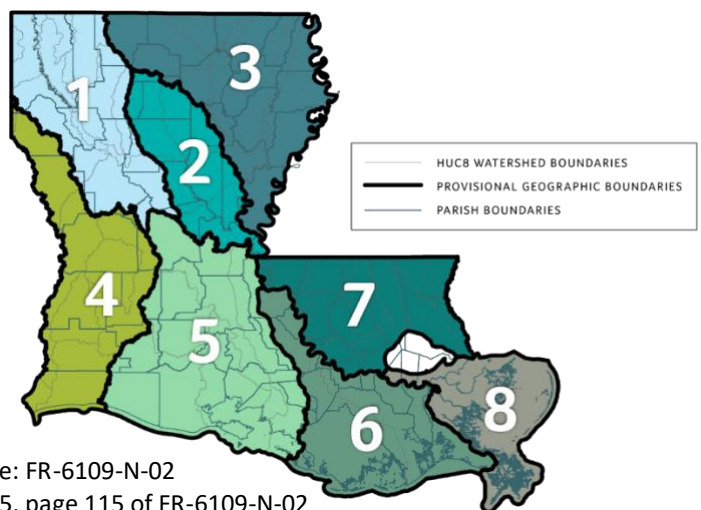 1
3
2
HUC8 WATERSHED BOUNDARIES
PROVISIONAL GEOGRAPHIC BOUNDARIES
PARISH BOUNDARIES
4
7
5
8
6
e: FR-6109-N-02
5, page 115 of FR-6109-N-02